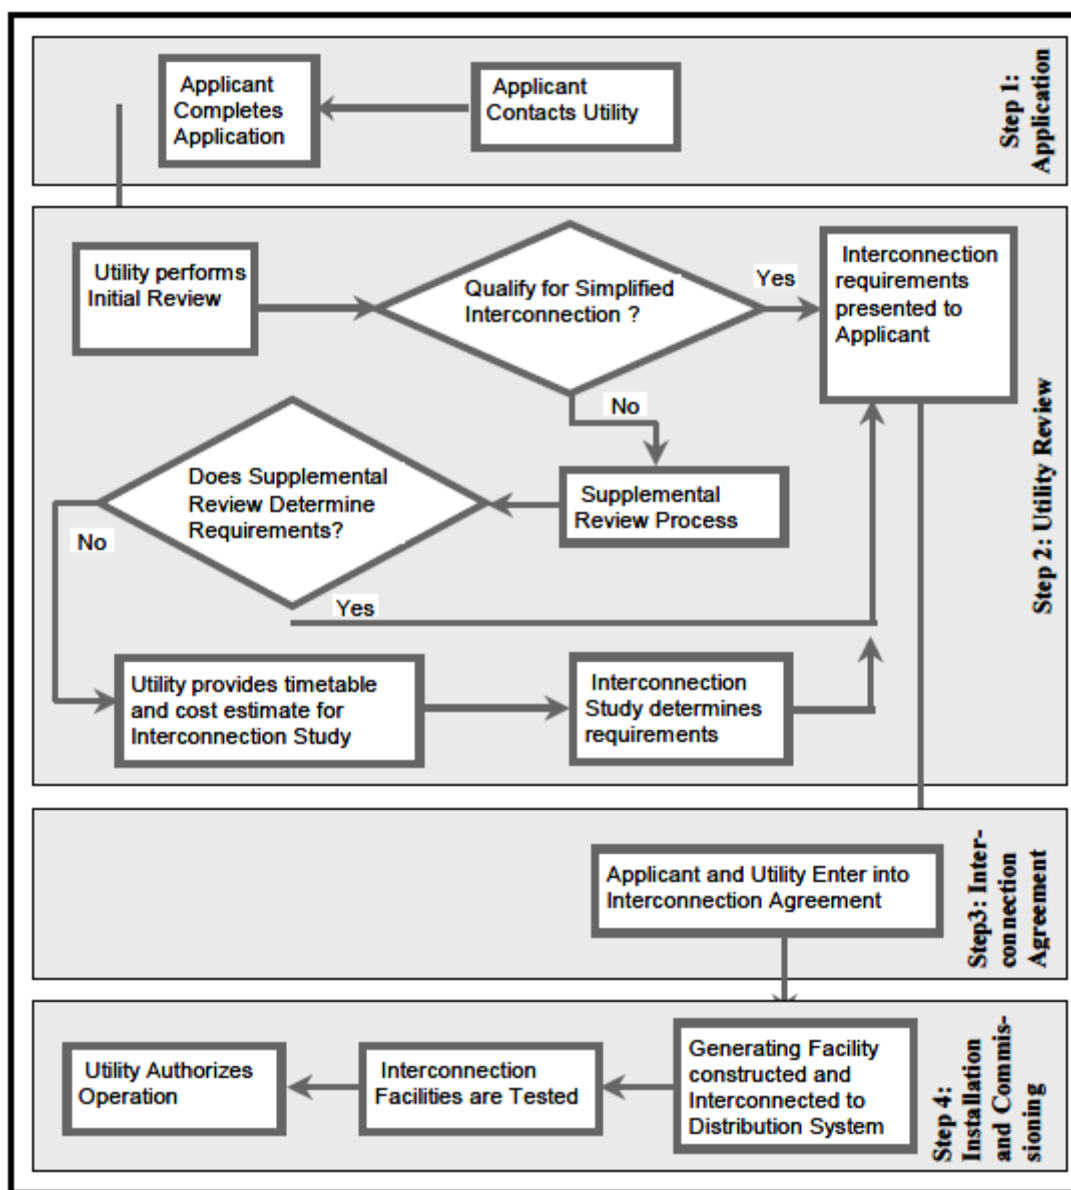 Applicant
Completes
Application
Applicant
Contacts Utility
Step 1:
Application
Utility performs
Initial Review
Qualify for Simplified
Interconnection ?
Yes
Interconnection
requirements
presented to
Applicant
No
Does Supplemental
Review Determine
Requirements?
Supplemental
Review Process
No
Yes
Utility provides timetable
and cost estimate for
Interconnection Study
Interconnection
Study determines
requirements
Step 2: Utility Review
Applicant and Utility Enter into
Interconnection Agreement
Step3: Inter-
connection
Agreement
Utility Authorizes
Operation
Interconnection
Facilities are Tested
Generating Facility
constructed and
Interconnected to
Distribution System
Step 4:
Installation
and Commis-
sioning